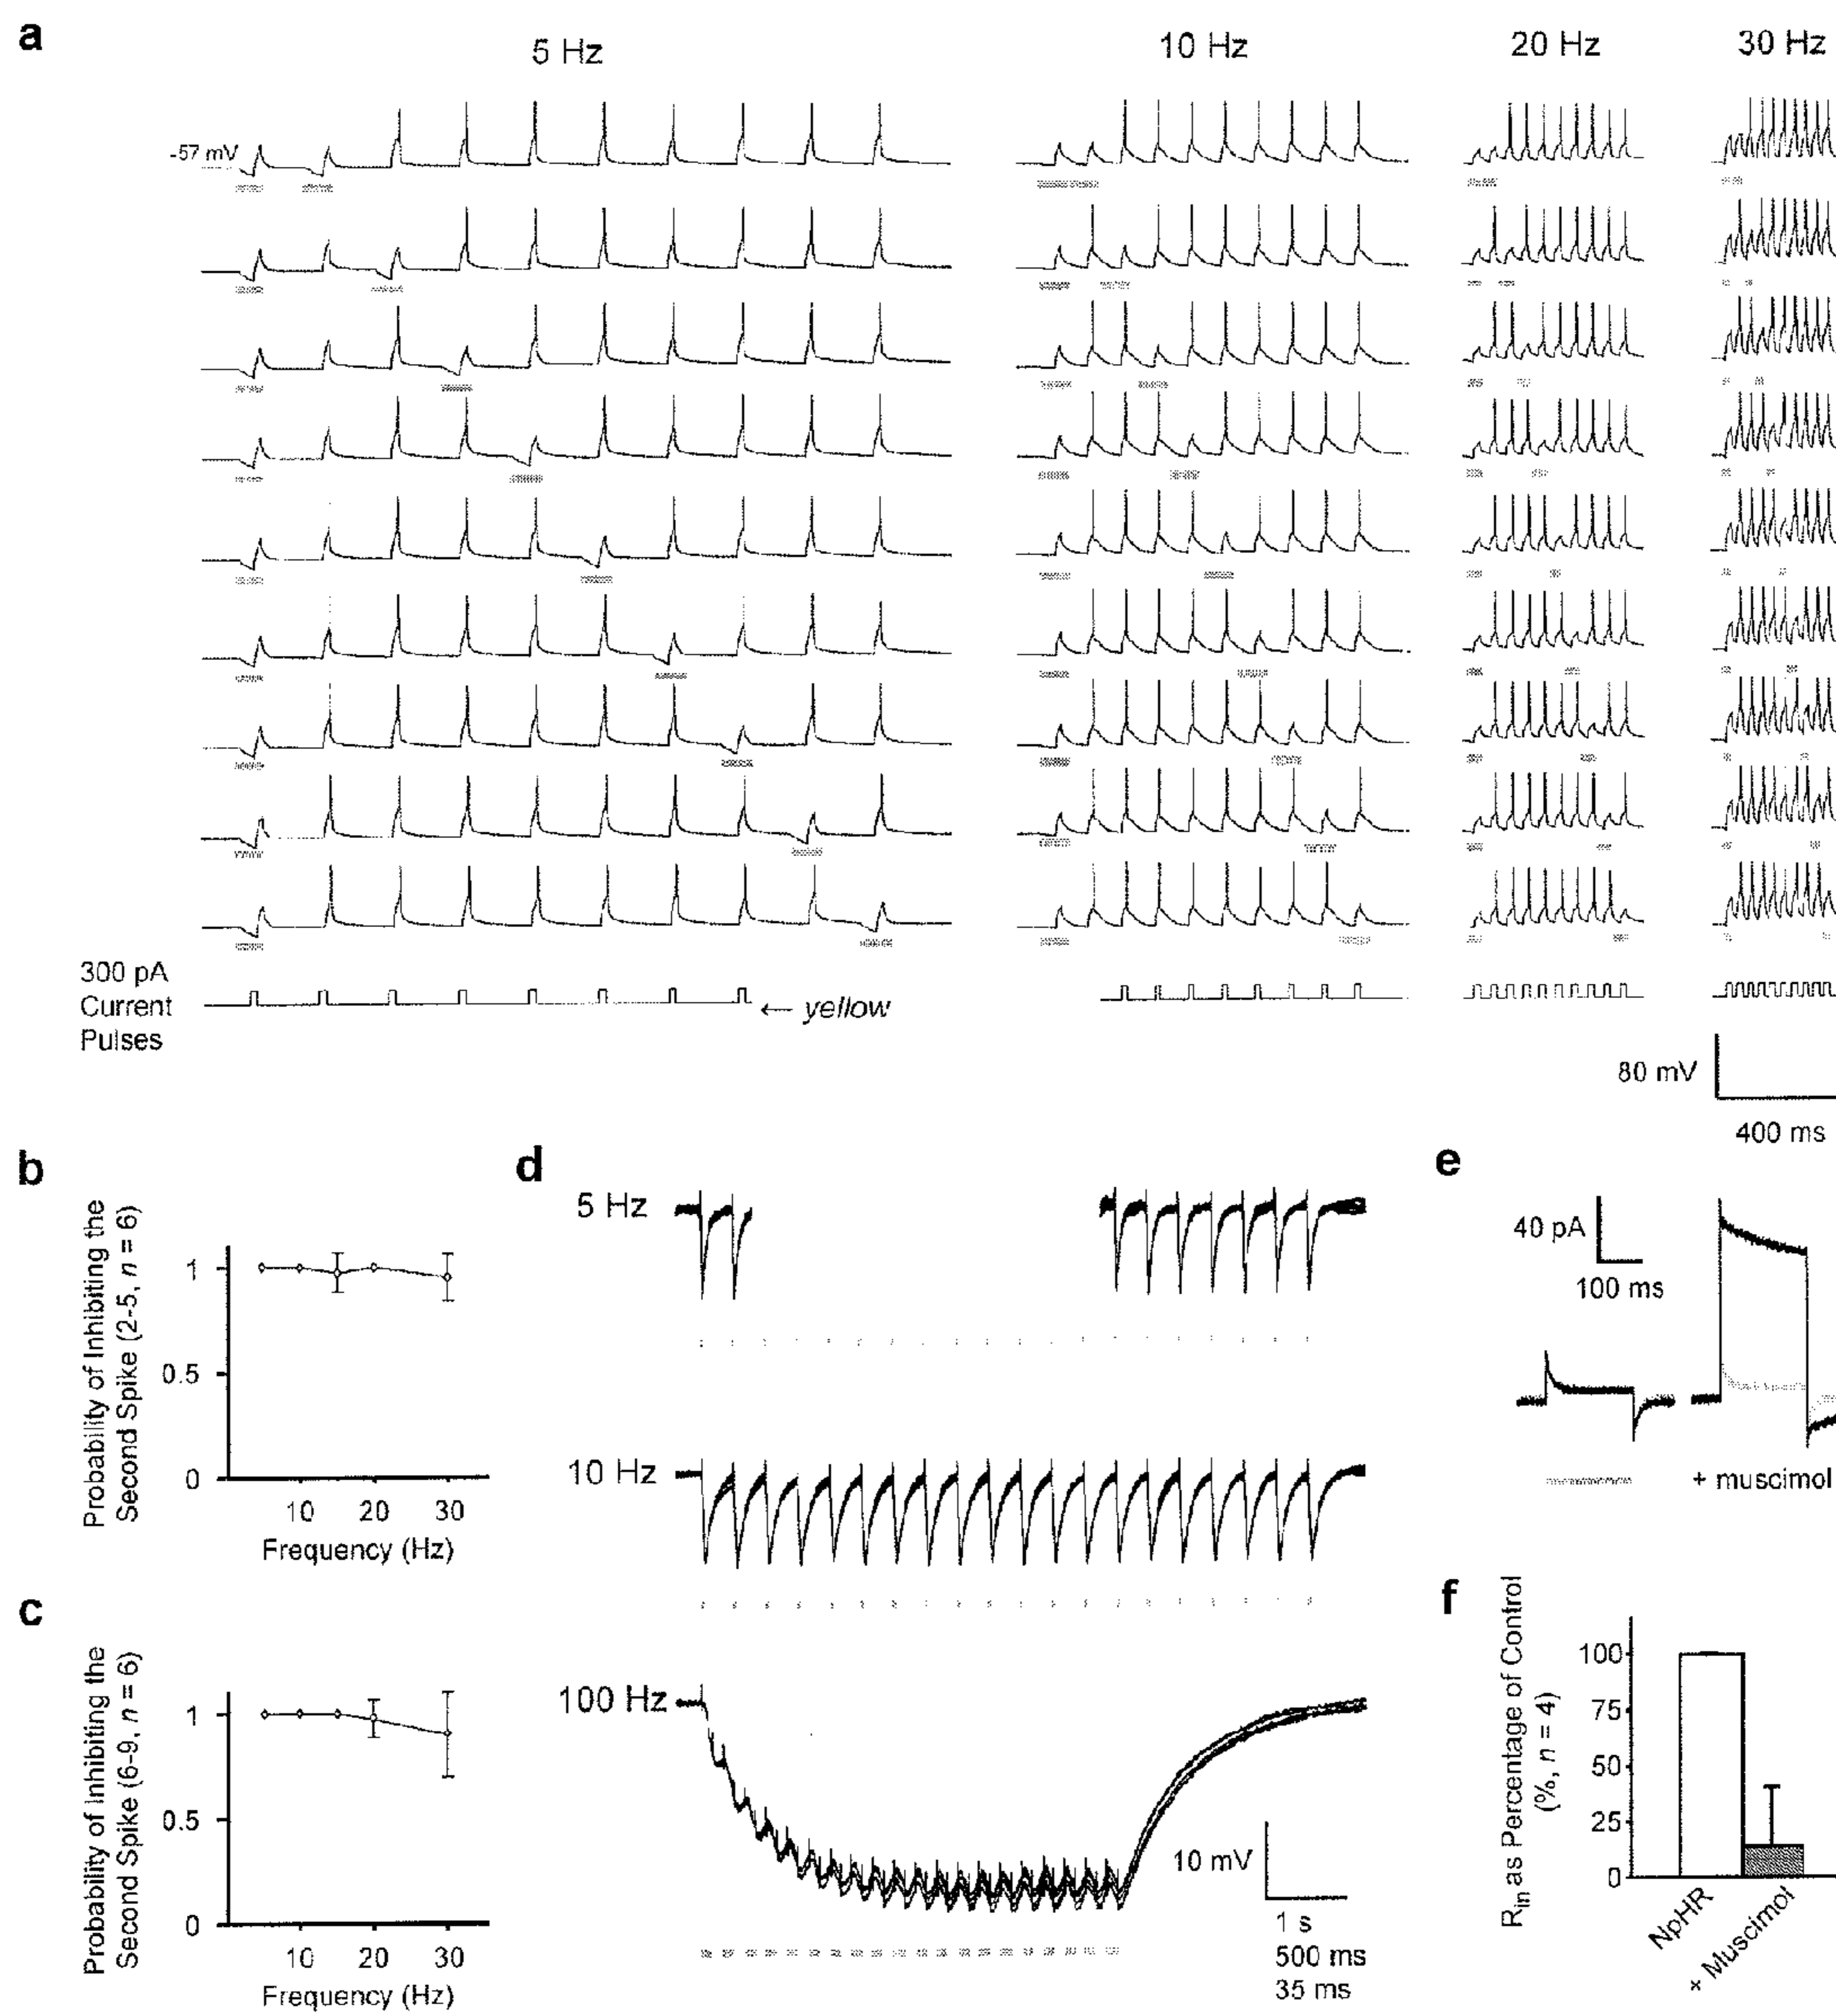 a
5 Hz
10 Hz
20 Hz
30 Hz
-57 mV
300 pA
Current
Pulses
← yellow
80 mV
400 ms
b
Probability of Inhibiting the
Second Spike (2-5, n = 6)
1
0.5
0
10 20 30
Frequency (Hz)
c
Probability of Inhibiting the
Second Spike (6-9, n = 6)
1
0.5
0
10 20 30
Frequency (Hz)
d
5 Hz
10 Hz
100 Hz
10 mV
1 s
500 ms
35 ms
e
40 pA
100 ms
+ muscimol
f
Rin as Percentage of Control
(%, n = 4)
100
75
50
25
0
NpHR
+ Muscimol